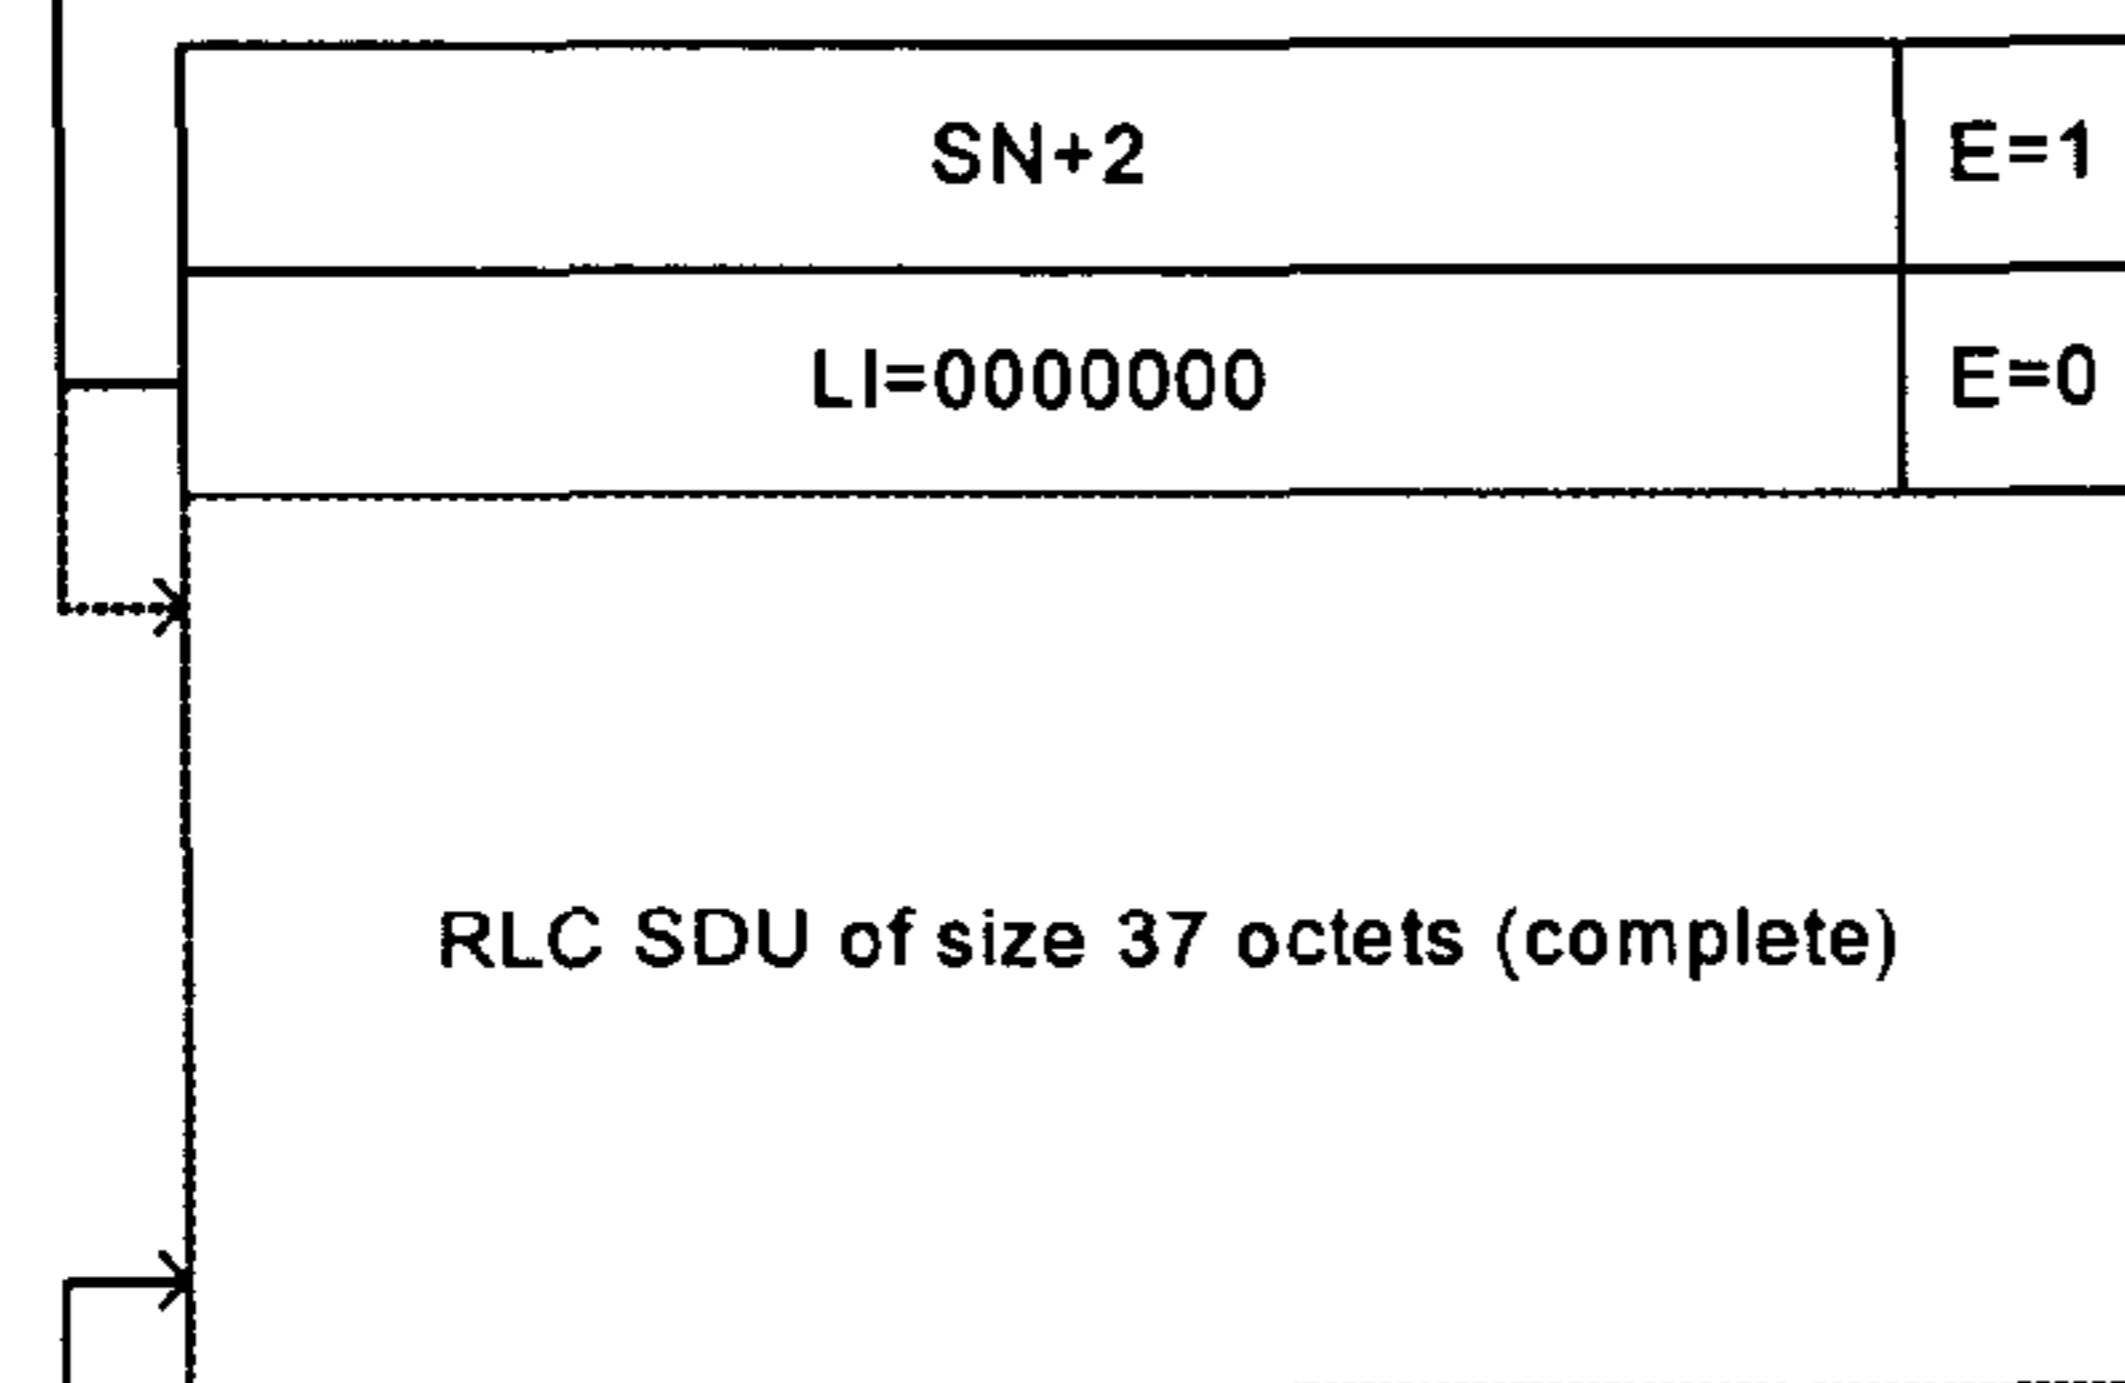 SN+2 E=1
LI=0000000 E=0
RLC SDU of size 37 octets (complete)